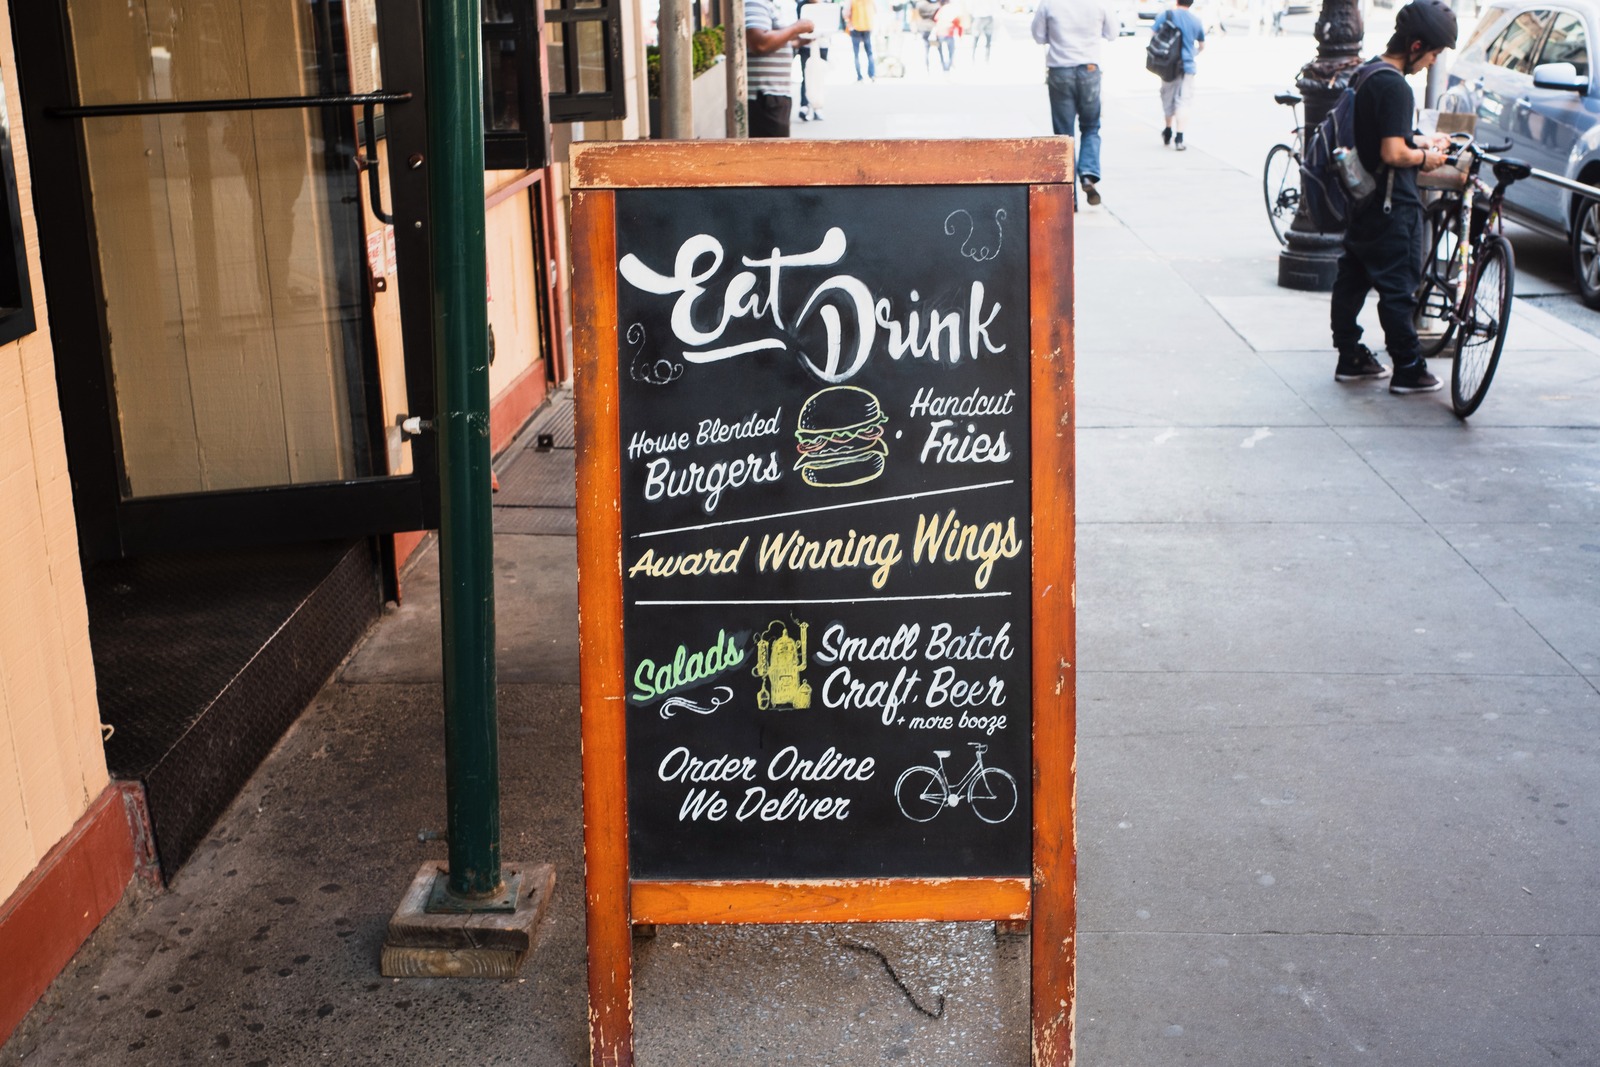 Eat Drink
House Blended
Burgers
Handcut
Fries
Award Winning Wings
Salads
Small Batch
Craft Beer
+ more booze
Order Online
We Deliver